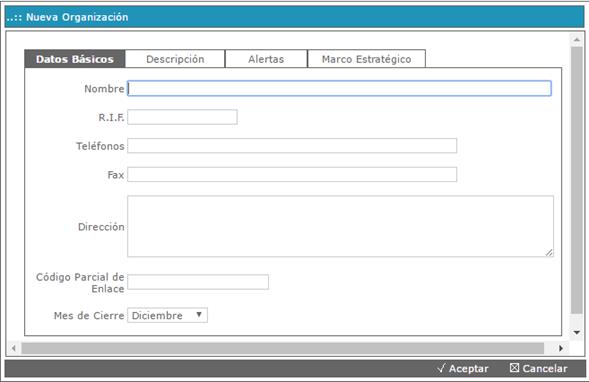 ..:: Nueva Organización
Datos Básicos Descripción Alertas Marco Estratégico
Nombre
R.I.F.
Teléfonos
Fax
Dirección
Código Parcial de
Enlace
Mes de Cierre Diciembre
Aceptar Cancelar